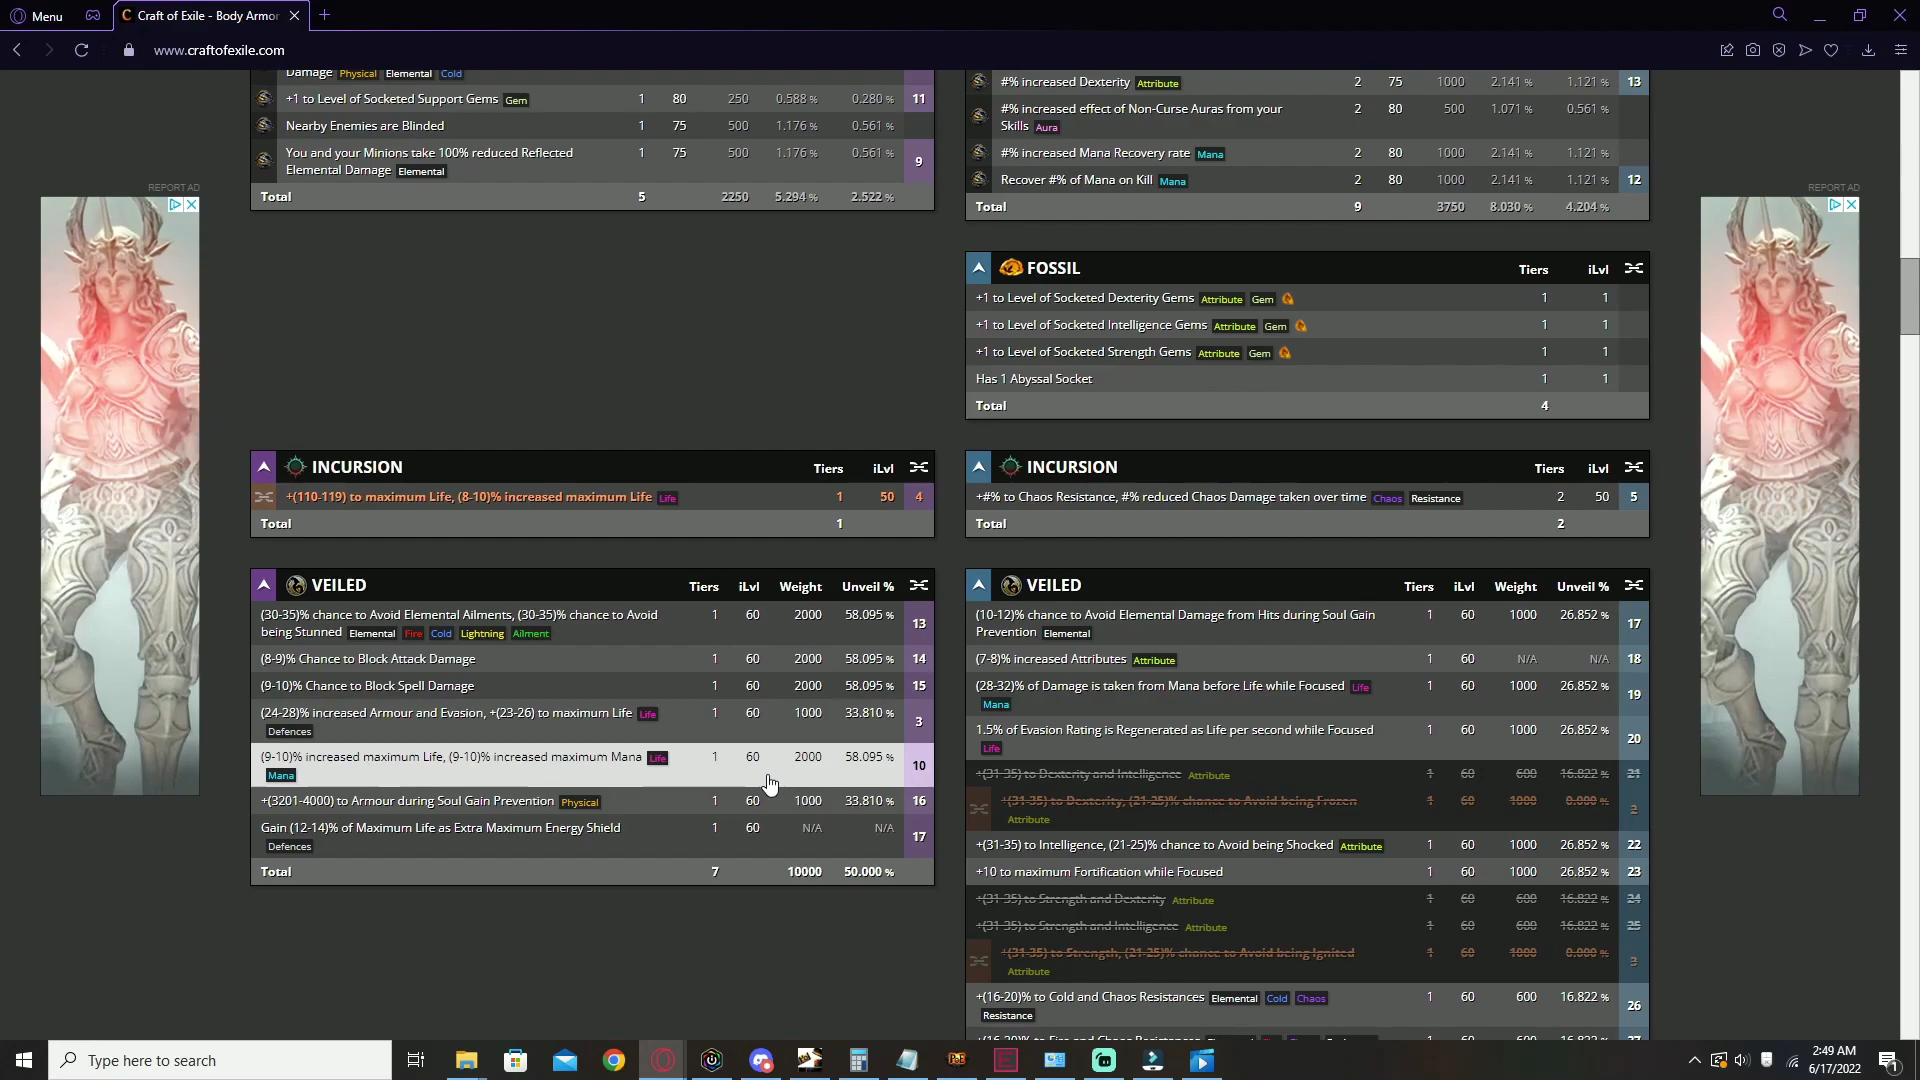 Menu
Craft of Exile - Body Armor
www.craftofexile.com
Damage Physical Elemental Cold
+1 to Level of Socketed Support Gems Gem 1 80 250 0.588 % 0.280 % 11
Nearby Enemies are Blinded 1 75 500 1.176 % 0.561 %
You and your Minions take 100% reduced Reflected 1 75 500 1.176 % 0.561 % 9
Elemental Damage Elemental
Total 5 2250 5.294 % 2.522 %
#% increased Dexterity Attribute 2 75 1000 2.141 % 1.121 % 13
#% increased effect of Non-Curse Auras from your 2 80 500 1.071 % 0.561 %
Skills Aura
#% increased Mana Recovery rate Mana 2 80 1000 2.141 % 1.121 %
Recover #% of Mana on Kill Mana 2 80 1000 2.141 % 1.121 % 12
Total 9 3750 8.030 % 4.204 %
REPORT AD
REPORT AD
FOSSIL Tiers iLvl
+1 to Level of Socketed Dexterity Gems Attribute Gem 1 1
+1 to Level of Socketed Intelligence Gems Attribute Gem 1 1
+1 to Level of Socketed Strength Gems Attribute Gem 1 1
Has 1 Abyssal Socket 1 1
Total 4
INCURSION Tiers iLvl
+(110-119) to maximum Life, (8-10)% increased maximum Life Life 1 50 4
Total 1
INCURSION Tiers iLvl
+#% to Chaos Resistance, #% reduced Chaos Damage taken over time Chaos Resistance 2 50 5
Total 2
VEILED Tiers iLvl Weight Unveil %
(30-35)% chance to Avoid Elemental Ailments, (30-35)% chance to Avoid 1 60 2000 58.095 % 13
being Stunned Elemental Fire Cold Lightning Ailment
(8-9)% Chance to Block Attack Damage 1 60 2000 58.095 % 14
(9-10)% Chance to Block Spell Damage 1 60 2000 58.095 % 15
(24-28)% increased Armour and Evasion, +(23-26) to maximum Life Life 1 60 1000 33.810 % 3
Defences
(9-10)% increased maximum Life, (9-10)% increased maximum Mana Life 1 60 2000 58.095 % 10
Mana
+(3201-4000) to Armour during Soul Gain Prevention Physical 1 60 1000 33.810 % 16
Gain (12-14)% of Maximum Life as Extra Maximum Energy Shield 1 60 N/A N/A 17
Defences
Total 7 10000 50.000 %
VEILED Tiers iLvl Weight Unveil %
(10-12)% chance to Avoid Elemental Damage from Hits during Soul Gain 1 60 1000 26.852 % 17
Prevention Elemental
(7-8)% increased Attributes Attribute 1 60 N/A N/A 18
(28-32)% of Damage is taken from Mana before Life while Focused Life 1 60 1000 26.852 % 19
Mana
1.5% of Evasion Rating is Regenerated as Life per second while Focused 1 60 1000 26.852 % 20
Life
+(31-35) to Dexterity and Intelligence Attribute 1 60 600 16.822 % 21
+(31-35) to Dexterity, (21-25)% chance to Avoid being Frozen 1 60 1000 0.000 % 2
Attribute
+(31-35) to Intelligence, (21-25)% chance to Avoid being Shocked Attribute 1 60 1000 26.852 % 22
+10 to maximum Fortification while Focused 1 60 1000 26.852 % 23
+(31-35) to Strength and Dexterity Attribute 1 60 600 16.822 % 24
+(31-35) to Strength and Intelligence Attribute 1 60 600 16.822 % 25
+(31-35) to Strength, (21-25)% chance to Avoid being Ignited 1 60 1000 0.000 % 3
Attribute
+(16-20)% to Cold and Chaos Resistances Elemental Cold Chaos 1 60 600 16.822 % 26
Resistance
Type here to search
2:49 AM
6/17/2022